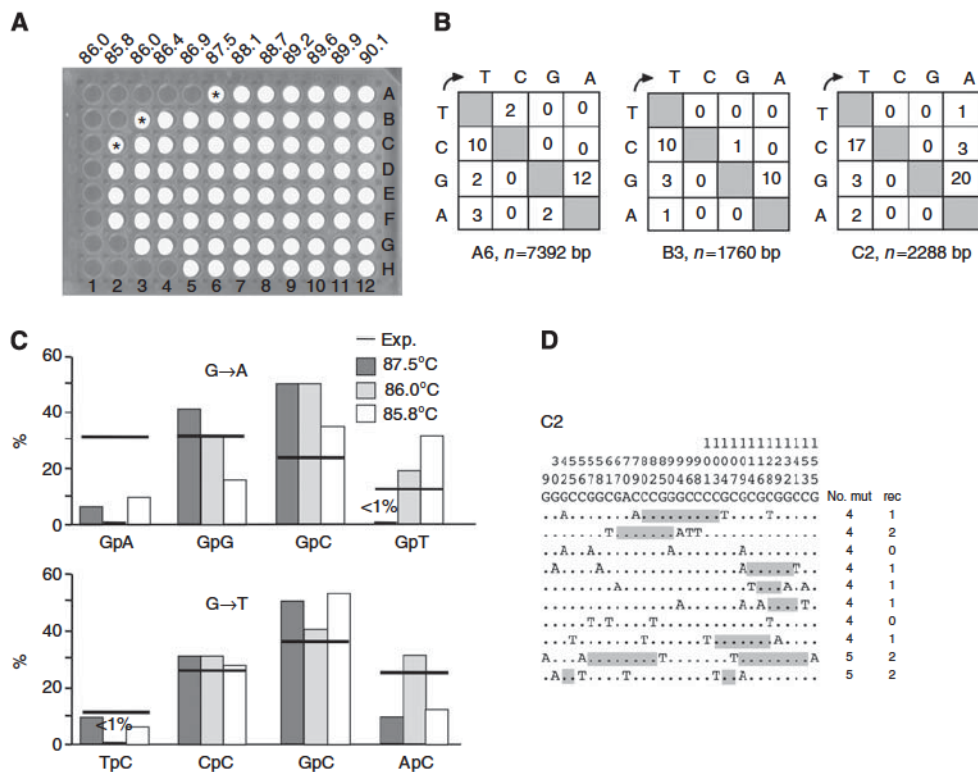 A
86.0 85.8 86.0 86.4 86.9 87.5 88.1 88.7 89.2 89.6 89.9 90.1
* A
* B
* C
D
E
F
G
H
1 2 3 4 5 6 7 8 9 10 11 12
B
T C G A
T 2 0 0
C 10 0 0
G 2 0 12
A 3 0 2
A6, n=7392 bp
T C G A
T 0 0 0
C 10 1 0
G 3 0 10
A 1 0 0
B3, n=1760 bp
T C G A
T 0 0 1
C 17 0 3
G 3 0 20
A 2 0 0
C2, n=2288 bp
C
G→A
Exp.
87.5°C
86.0°C
85.8°C
60
40
20
0
%
<1%
GpA GpG GpC GpT
G→T
60
40
20
0
%
<1%
TpC CpC GpC ApC
D
C2
GGGCCGGCGACCCGGGCCCCGCGCGCGGCCG
No. mut rec
4 1
4 2
4 0
4 1
4 1
4 1
4 0
4 1
5 2
5 2